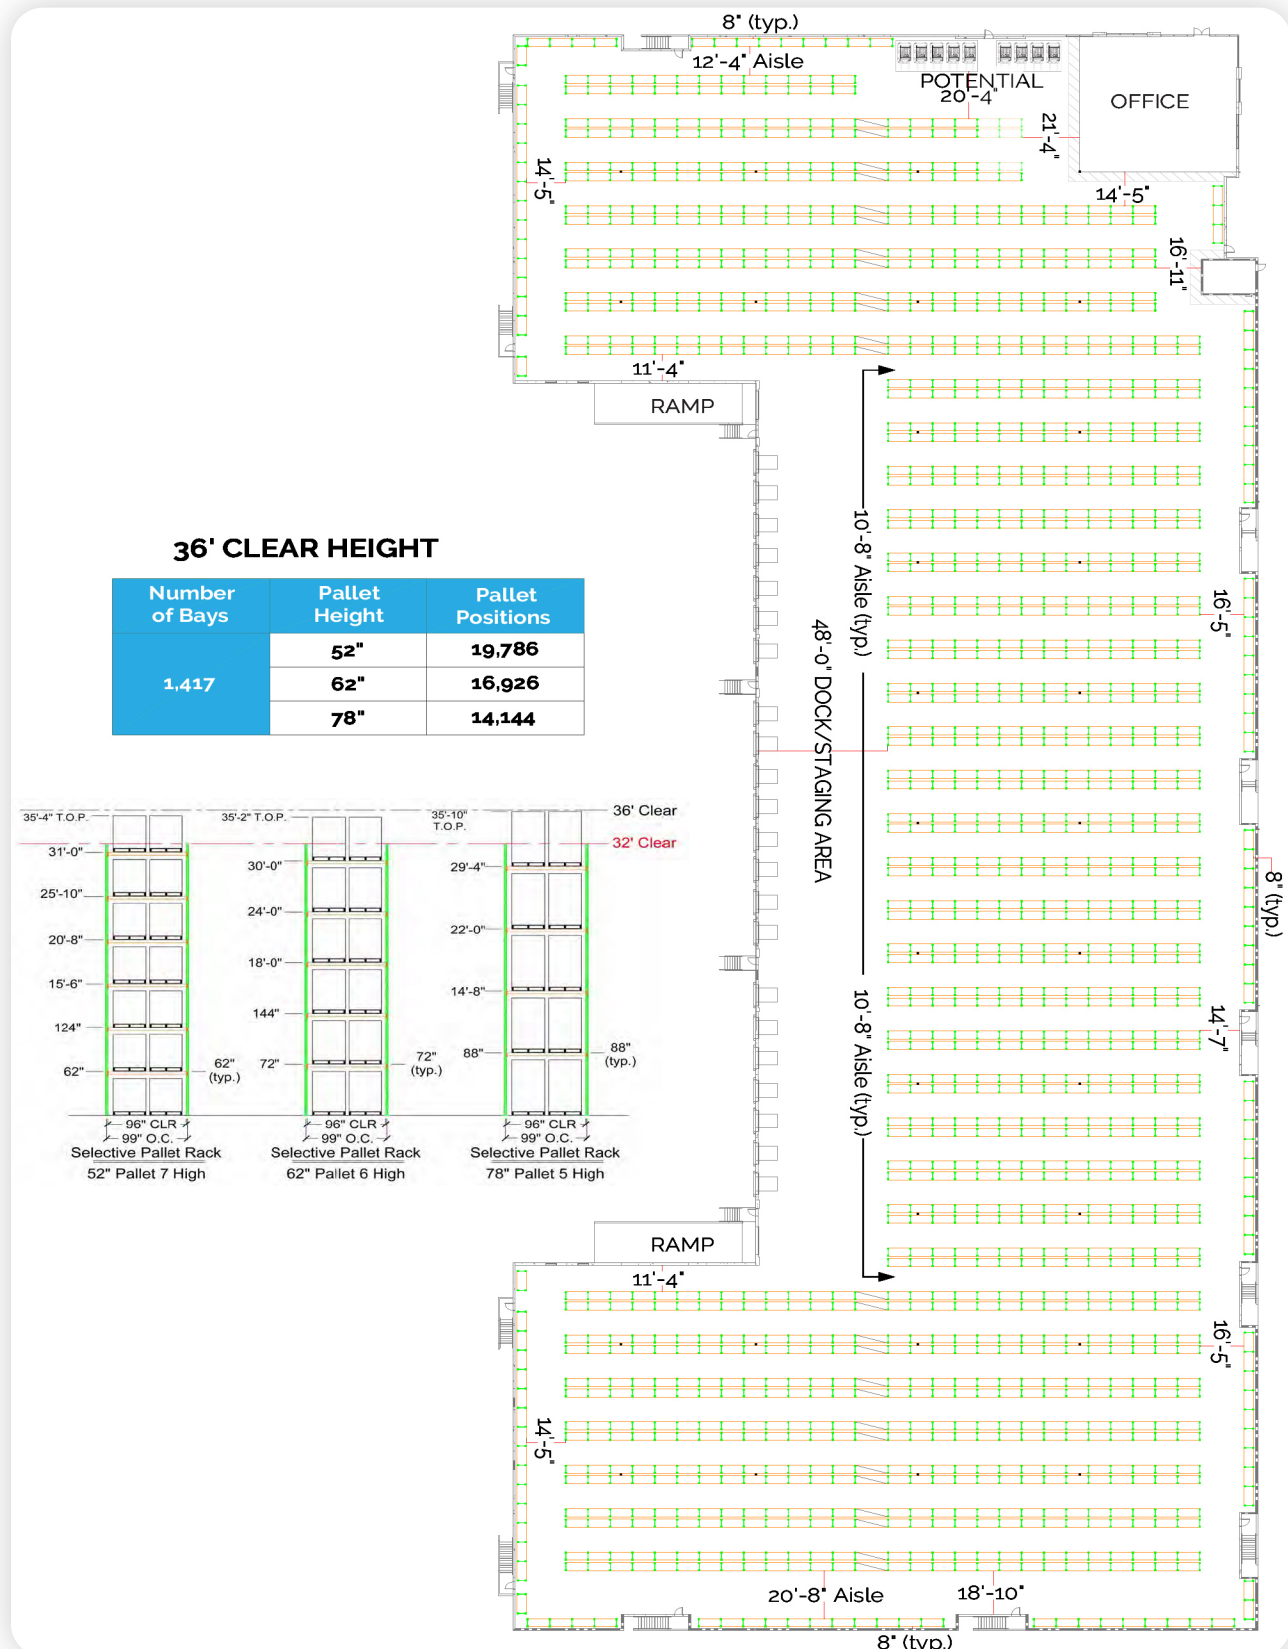 8" (typ.)
12'-4" Aisle
POTENTIAL
20'-4"
OFFICE
21'-4"
14'-5"
14'-5"
16'-11"
11'-4"
RAMP
10'-8" Aisle (typ.)
48'-0" DOCK/STAGING AREA
16'-5"
36' CLEAR HEIGHT
Number of Bays
Pallet Height
Pallet Positions
1,417
52" 19,786
62" 16,926
78" 14,144
8" (typ.)
36' Clear
32' Clear
35'-4" T.O.P.
31'-0"
25'-10"
20'-8"
15'-6"
124"
62"
62" (typ.)
96" CLR
99" O.C.
Selective Pallet Rack
52" Pallet 7 High
35'-2" T.O.P.
30'-0"
24'-0"
18'-0"
144"
72"
72" (typ.)
96" CLR
99" O.C.
Selective Pallet Rack
62" Pallet 6 High
35'-10" T.O.P.
29'-4"
22'-0"
14'-8"
88"
88" (typ.)
96" CLR
99" O.C.
Selective Pallet Rack
78" Pallet 5 High
10'-8" Aisle (typ.)
14'-7"
RAMP
11'-4"
16'-5"
14'-5"
20'-8" Aisle
18'-10"
8" (typ.)